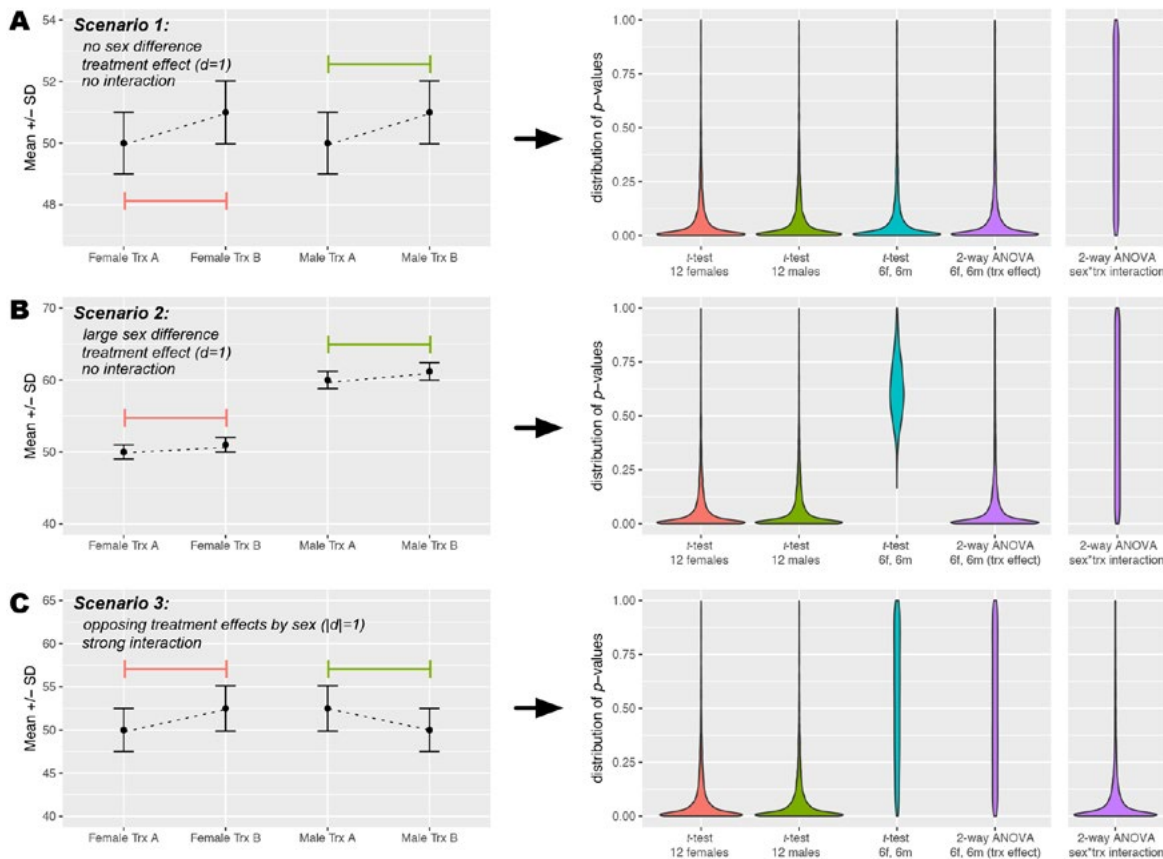 A
Scenario 1:
no sex difference
treatment effect (d=1)
no interaction
Mean +/− SD
54
52
50
48
Female Trx A
Female Trx B
Male Trx A
Male Trx B
distribution of p−values
1.00
0.75
0.50
0.25
0.00
t-test
12 females
t-test
12 males
t-test
6f, 6m
2-way ANOVA
6f, 6m (trx effect)
2-way ANOVA
sex*trx interaction
B
Scenario 2:
large sex difference
treatment effect (d=1)
no interaction
Mean +/− SD
70
60
50
40
Female Trx A
Female Trx B
Male Trx A
Male Trx B
distribution of p−values
1.00
0.75
0.50
0.25
0.00
t-test
12 females
t-test
12 males
t-test
6f, 6m
2-way ANOVA
6f, 6m (trx effect)
2-way ANOVA
sex*trx interaction
C
Scenario 3:
opposing treatment effects by sex (|d|=1)
strong interaction
Mean +/− SD
65
60
55
50
45
40
Female Trx A
Female Trx B
Male Trx A
Male Trx B
distribution of p−values
1.00
0.75
0.50
0.25
0.00
t-test
12 females
t-test
12 males
t-test
6f, 6m
2-way ANOVA
6f, 6m (trx effect)
2-way ANOVA
sex*trx interaction